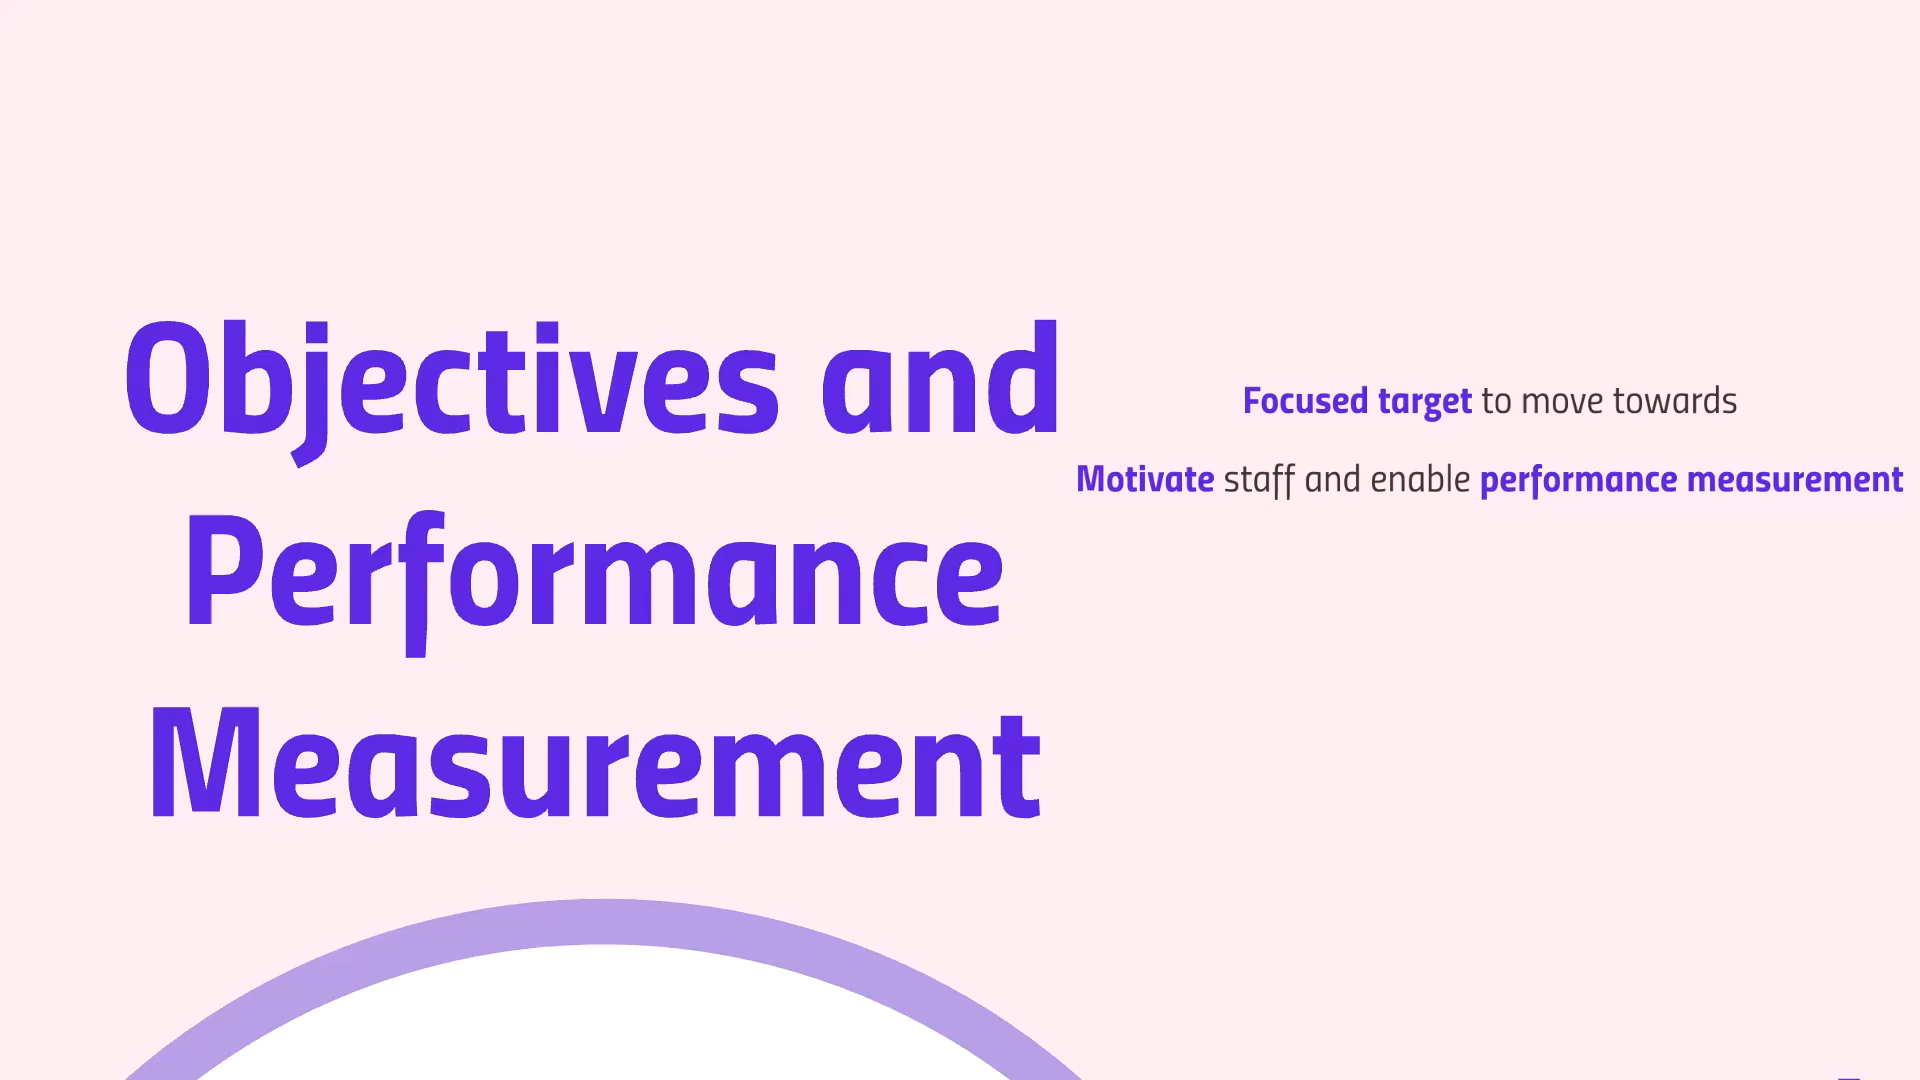 Objectives and
Performance
Measurement
Focused target to move towards
Motivate staff and enable performance measurement